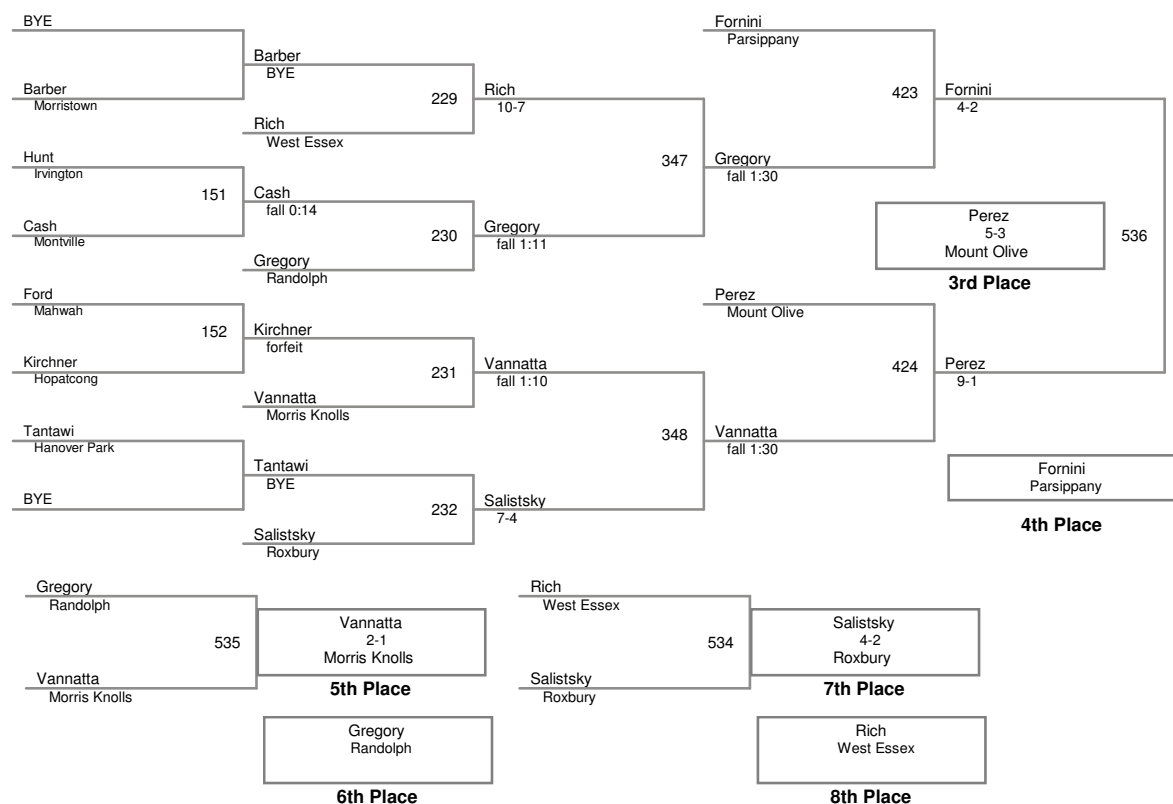 BYE
Barber
Morristown
Hunt
Irvington
151
Cash
Montville
Ford
Mahwah
152
Kirchner
Hopatcong
Tantawi
Hanover Park
BYE
Barber
BYE
229
Rich
West Essex
Cash
fall 0:14
230
Gregory
Randolph
Kirchner
forfeit
231
Vannatta
Morris Knolls
Tantawi
BYE
232
Salistsky
Roxbury
Rich
10-7
347
Gregory
fall 1:11
Vannatta
fall 1:10
348
Salistsky
7-4
Fornini
Parsippany
423
Gregory
fall 1:30
Perez
Mount Olive
424
Vannatta
fall 1:30
Fornini
4-2
Perez
5-3
Mount Olive
536
3rd Place
Perez
9-1
Fornini
Parsippany
4th Place
Gregory
Randolph
535
Vannatta
Morris Knolls
Vannatta
2-1
Morris Knolls
5th Place
Gregory
Randolph
6th Place
Rich
West Essex
534
Salistsky
Roxbury
Salistsky
4-2
Roxbury
7th Place
Rich
West Essex
8th Place